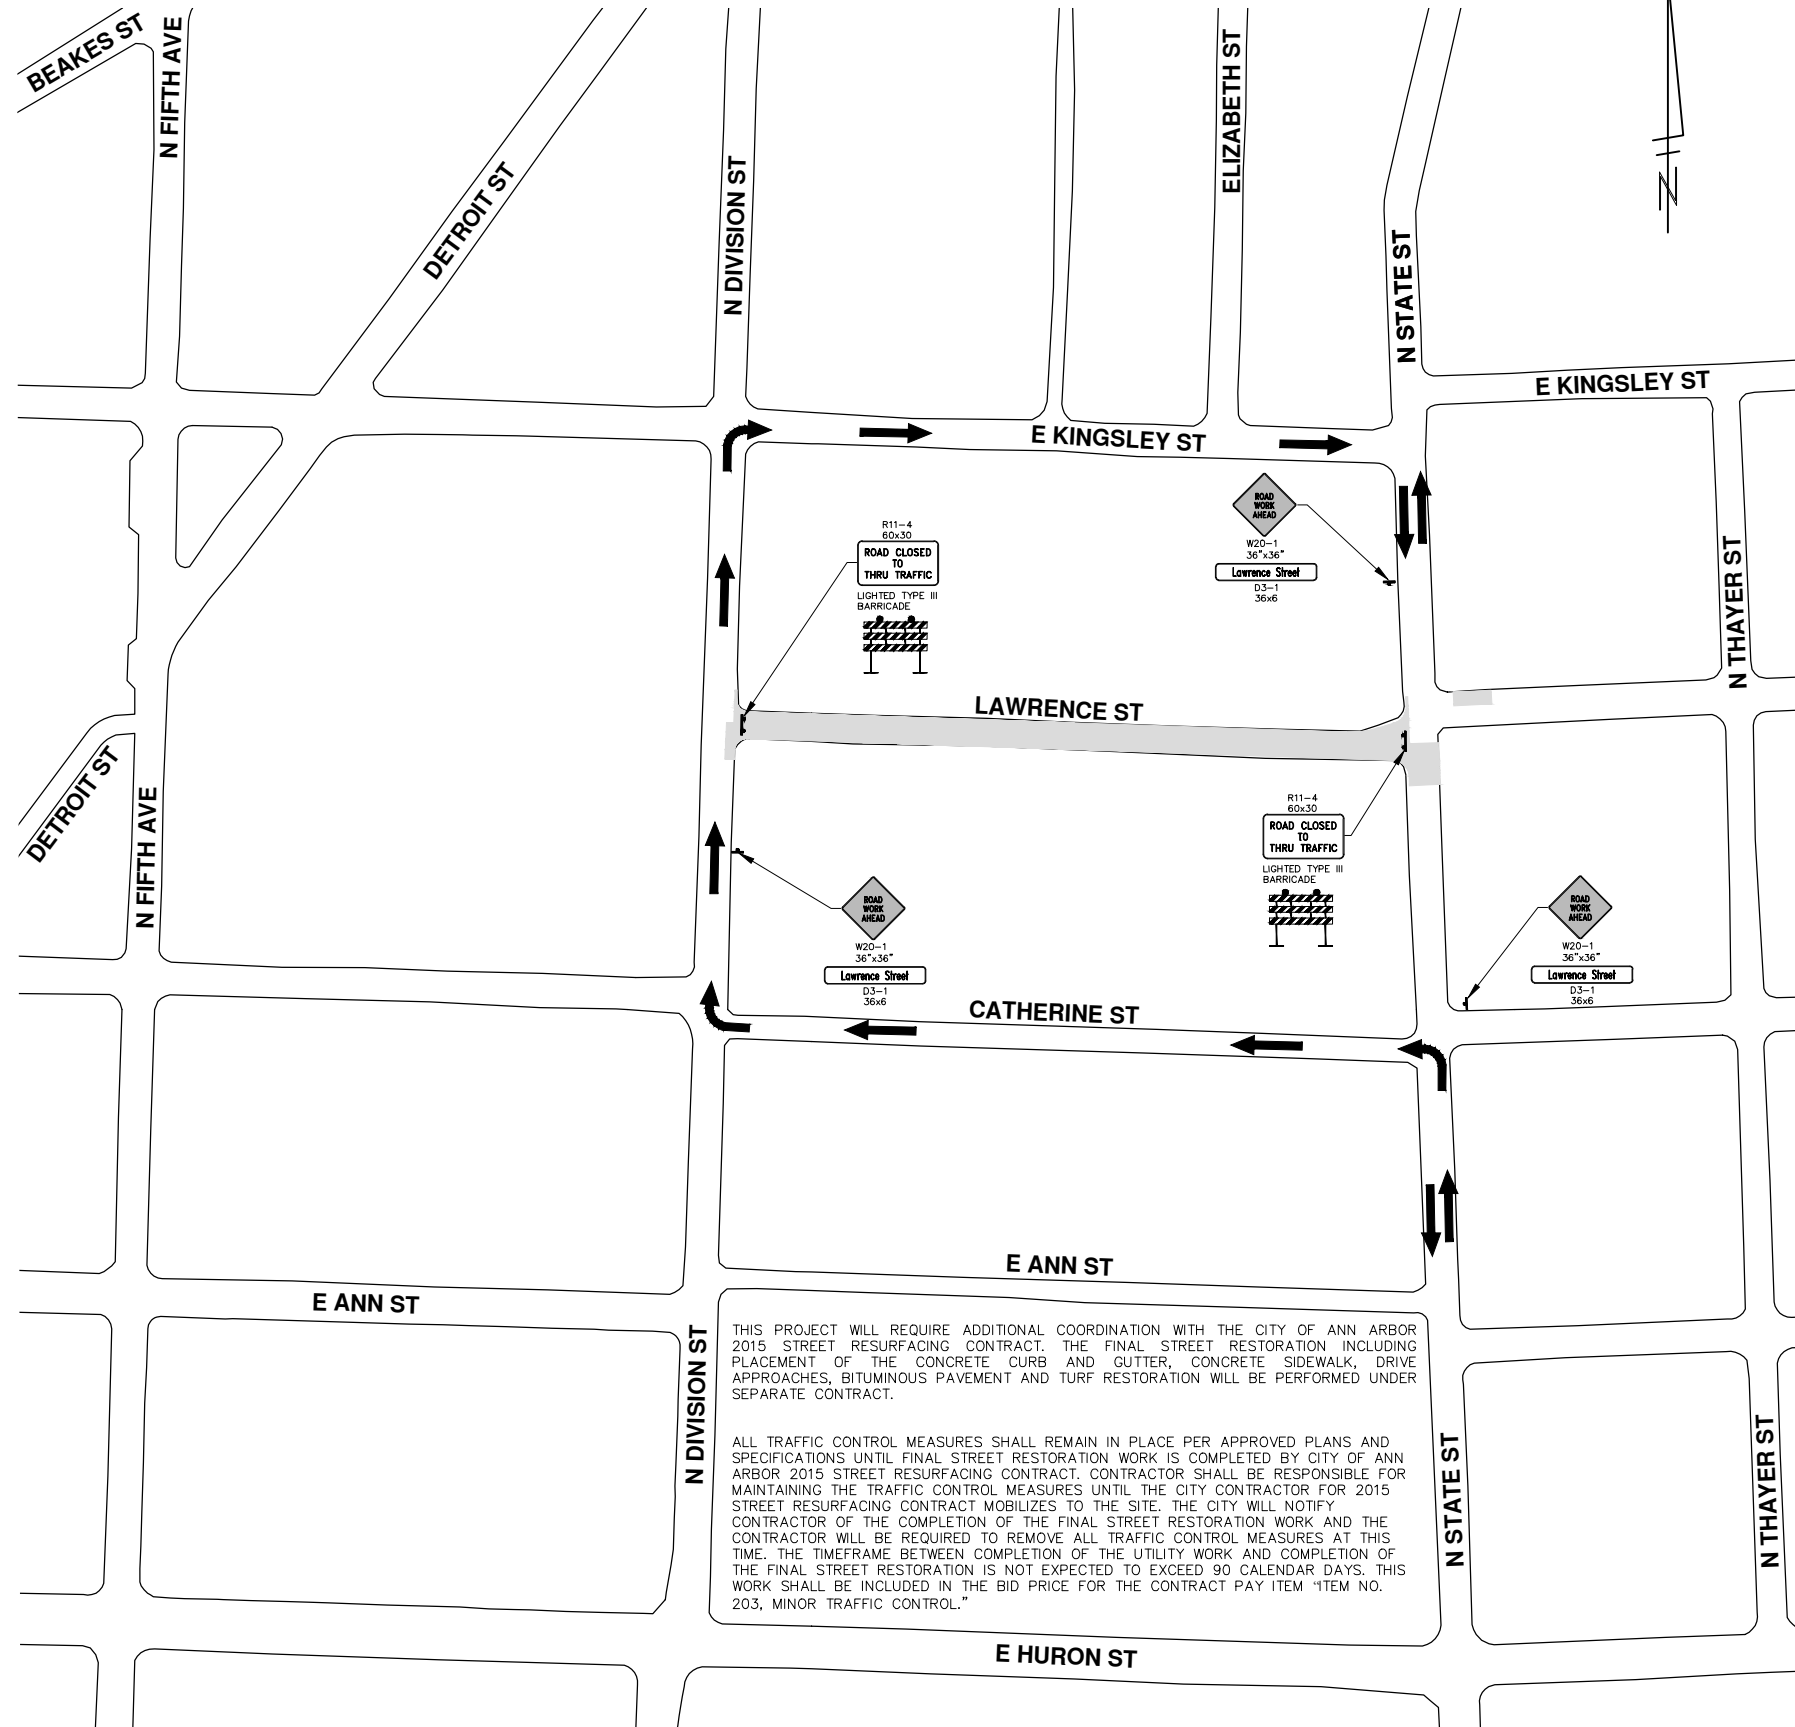 BEAKES ST
N FIFTH AVE
DETROIT ST
N DIVISION ST
ELIZABETH ST
N STATE ST
N
E KINGSLEY ST
E KINGSLEY ST
ROAD
WORK
AHEAD
W20-1
36"x36"
Lawrence Street
D3-1
36x6
R11-4
60x30
ROAD CLOSED
TO
THRU TRAFFIC
LIGHTED TYPE III
BARRICADE
N THAYER ST
LAWRENCE ST
DETROIT ST
N FIFTH AVE
R11-4
60x30
ROAD CLOSED
TO
THRU TRAFFIC
LIGHTED TYPE III
BARRICADE
ROAD
WORK
AHEAD
W20-1
36"x36"
Lawrence Street
D3-1
36x6
ROAD
WORK
AHEAD
W20-1
36"x36"
Lawrence Street
D3-1
36x6
CATHERINE ST
E ANN ST
E ANN ST
N DIVISION ST
THIS PROJECT WILL REQUIRE ADDITIONAL COORDINATION WITH THE CITY OF ANN ARBOR
2015 STREET RESURFACING CONTRACT. THE FINAL STREET RESTORATION INCLUDING
PLACEMENT OF THE CONCRETE CURB AND GUTTER, CONCRETE SIDEWALK, DRIVE
APPROACHES, BITUMINOUS PAVEMENT AND TURF RESTORATION WILL BE PERFORMED UNDER
SEPARATE CONTRACT.
ALL TRAFFIC CONTROL MEASURES SHALL REMAIN IN PLACE PER APPROVED PLANS AND
SPECIFICATIONS UNTIL FINAL STREET RESTORATION WORK IS COMPLETED BY CITY OF ANN
ARBOR 2015 STREET RESURFACING CONTRACT. CONTRACTOR SHALL BE RESPONSIBLE FOR
MAINTAINING THE TRAFFIC CONTROL MEASURES UNTIL THE CITY CONTRACTOR FOR 2015
STREET RESURFACING CONTRACT MOBILIZES TO THE SITE. THE CITY WILL NOTIFY
CONTRACTOR OF THE COMPLETION OF THE FINAL STREET RESTORATION WORK AND THE
CONTRACTOR WILL BE REQUIRED TO REMOVE ALL TRAFFIC CONTROL MEASURES AT THIS
TIME. THE TIMEFRAME BETWEEN COMPLETION OF THE UTILITY WORK AND COMPLETION OF
THE FINAL STREET RESTORATION IS NOT EXPECTED TO EXCEED 90 CALENDAR DAYS. THIS
WORK SHALL BE INCLUDED IN THE BID PRICE FOR THE CONTRACT PAY ITEM “ITEM NO.
203, MINOR TRAFFIC CONTROL.”
N STATE ST
N THAYER ST
E HURON ST